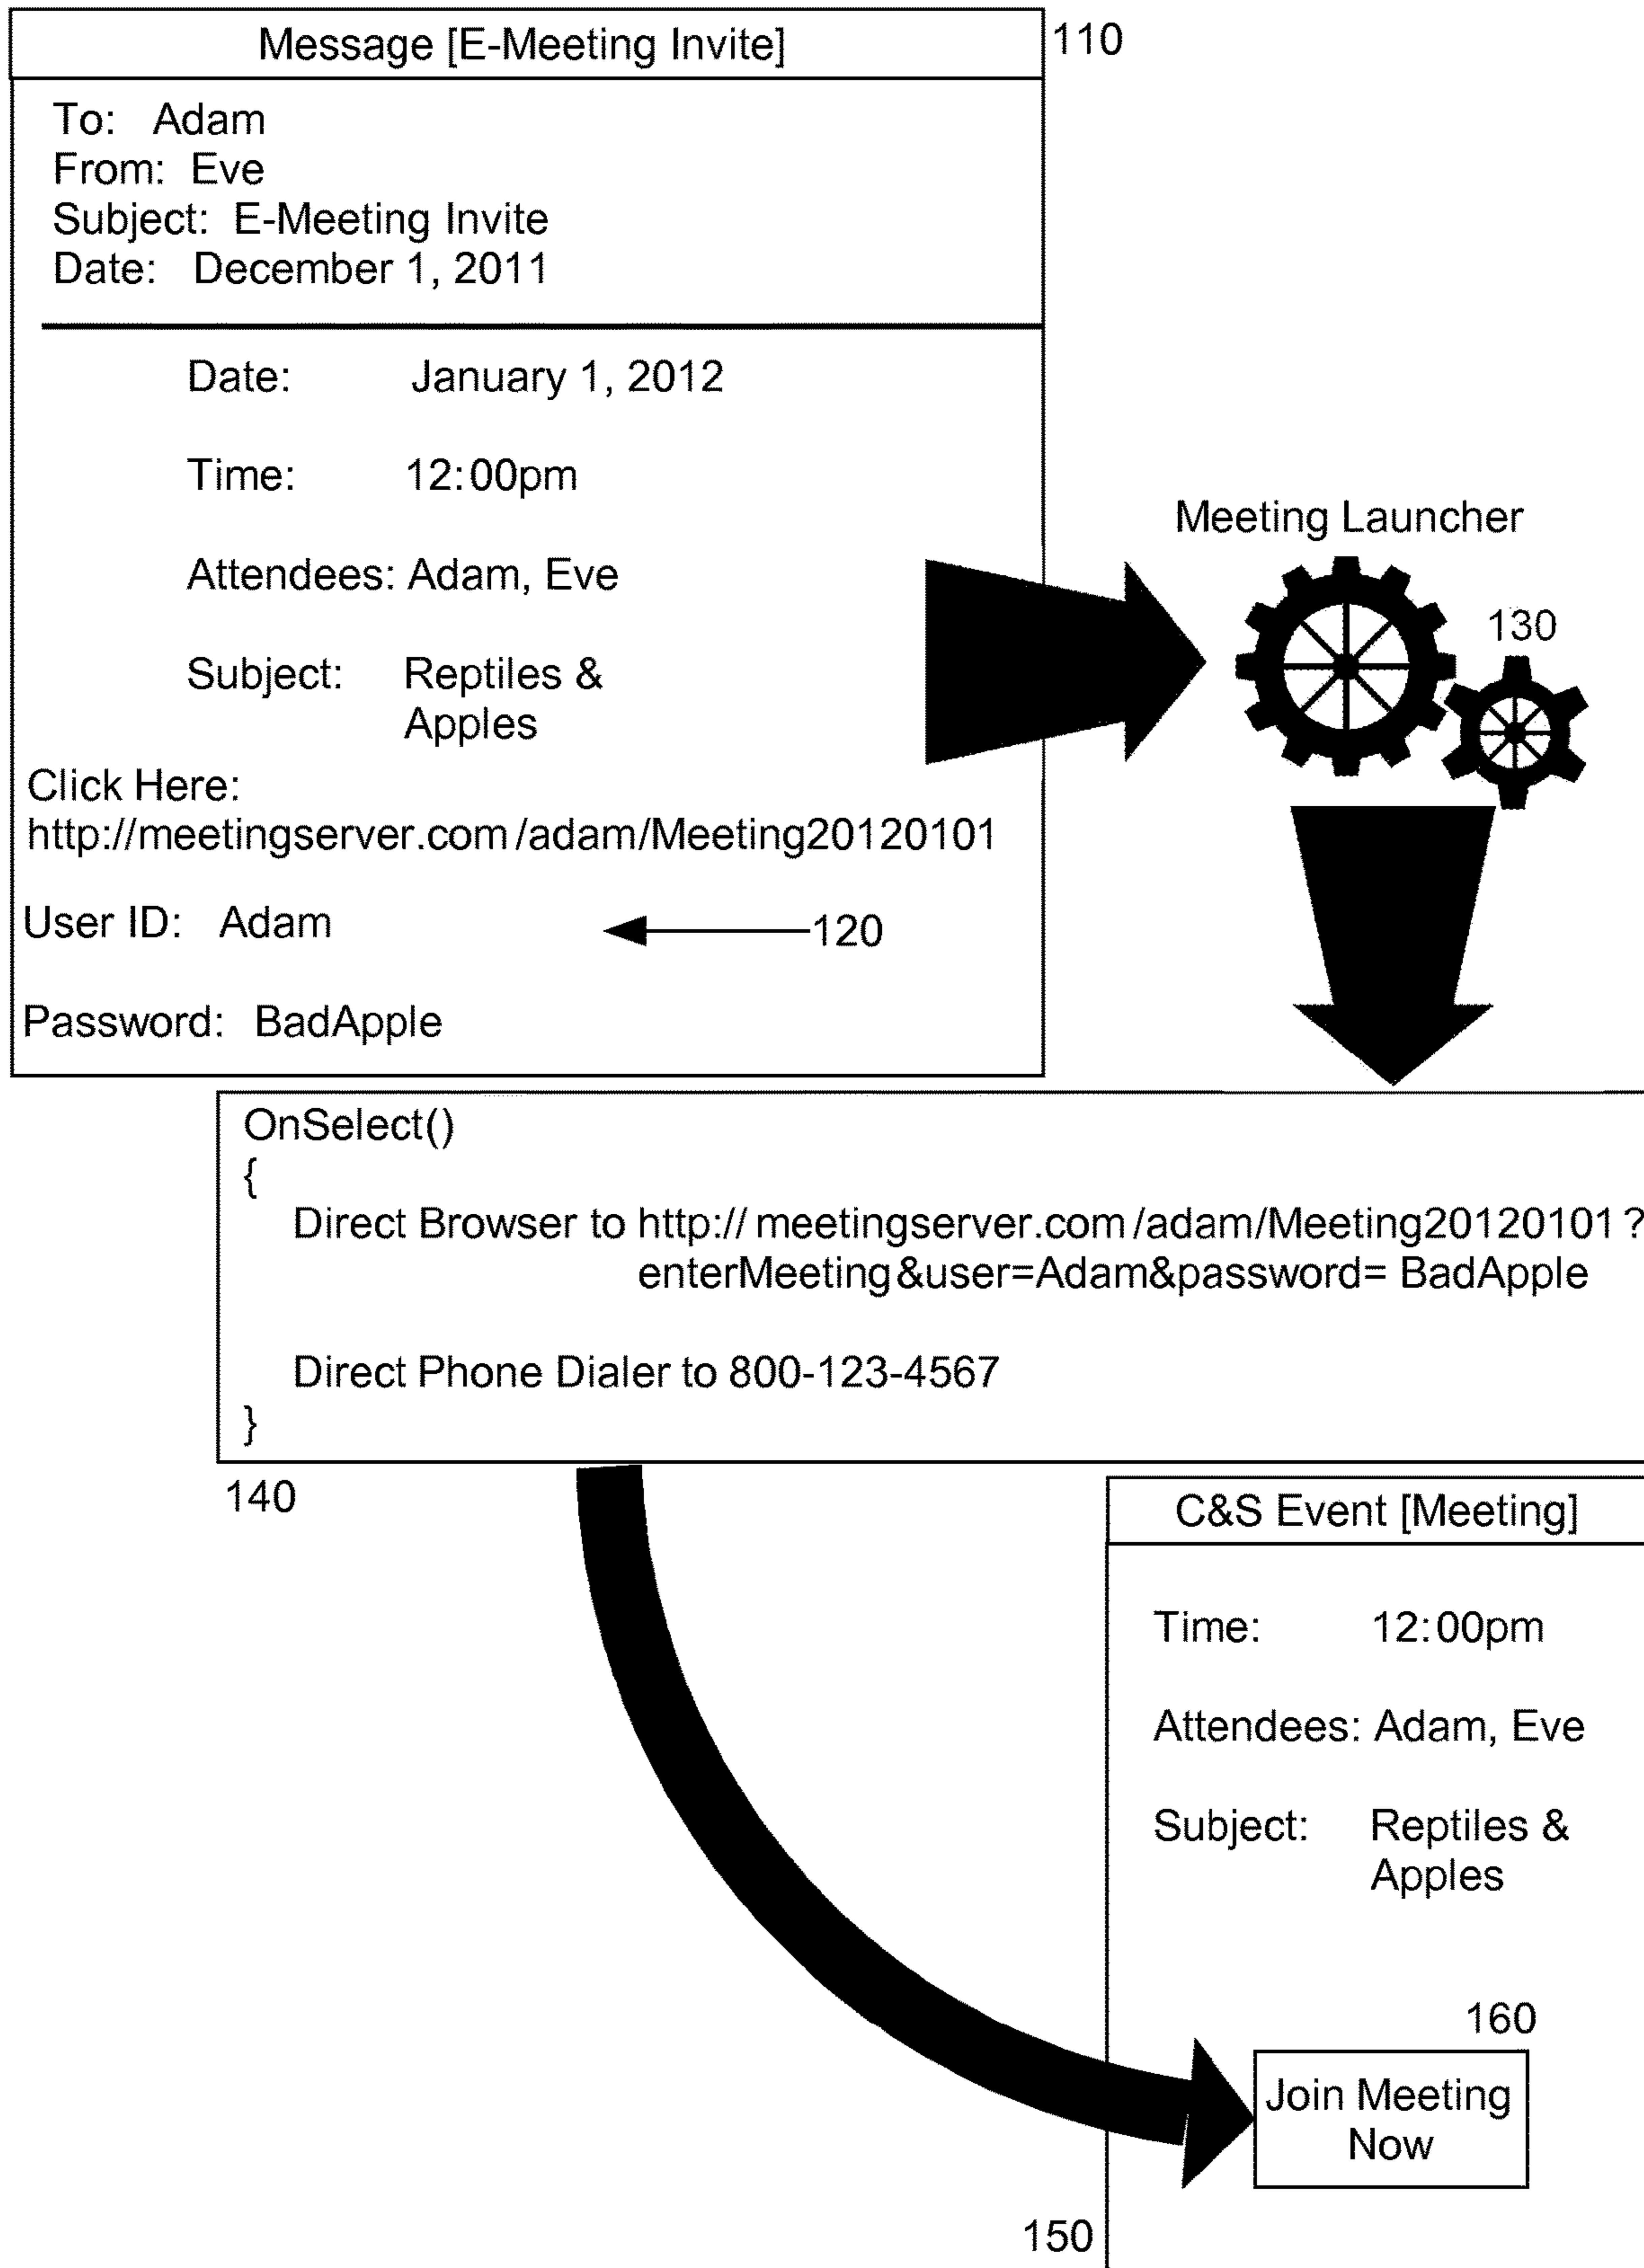 Message [E-Meeting Invite]
110
To: Adam
From: Eve
Subject: E-Meeting Invite
Date: December 1, 2011
Date: January 1, 2012
Time: 12:00pm
Attendees: Adam, Eve
Subject: Reptiles &
Apples
Click Here:
http://meetingserver.com/adam/Meeting20120101
User ID: Adam
120
Password: BadApple
Meeting Launcher
130
OnSelect()
{
Direct Browser to http://meetingserver.com/adam/Meeting20120101?
enterMeeting&user=Adam&password= BadApple
Direct Phone Dialer to 800-123-4567
}
140
C&S Event [Meeting]
Time: 12:00pm
Attendees: Adam, Eve
Subject: Reptiles &
Apples
160
Join Meeting
Now
150